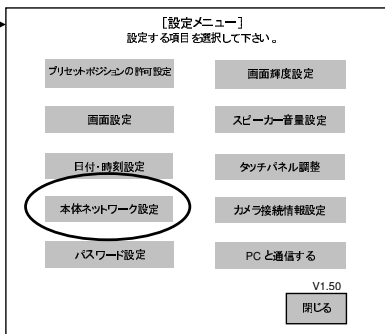 [設定メニュー]
設定する項目を選択して下さい。
プリセットポジションの許可設定
画面輝度設定
画面設定
スピーカー音量設定
日付・時刻設定
タッチパネル調整
本体ネットワーク設定
カメラ接続情報設定
パスワード設定
PCと通信する
V1.50
閉じる